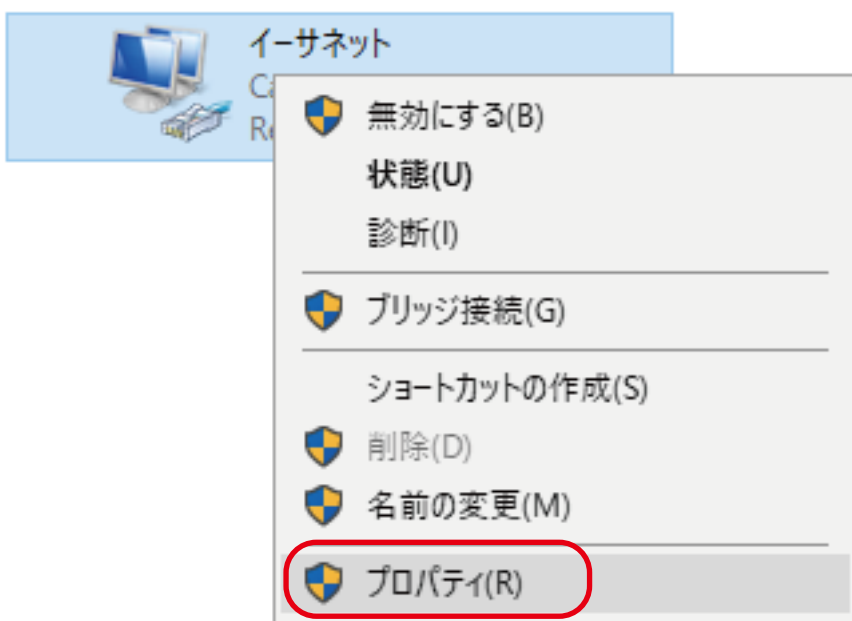 イーサネット
無効にする(B)
状態(U)
診断(I)
ブリッジ接続(G)
ショートカットの作成(S)
削除(D)
名前の変更(M)
プロパティ(R)